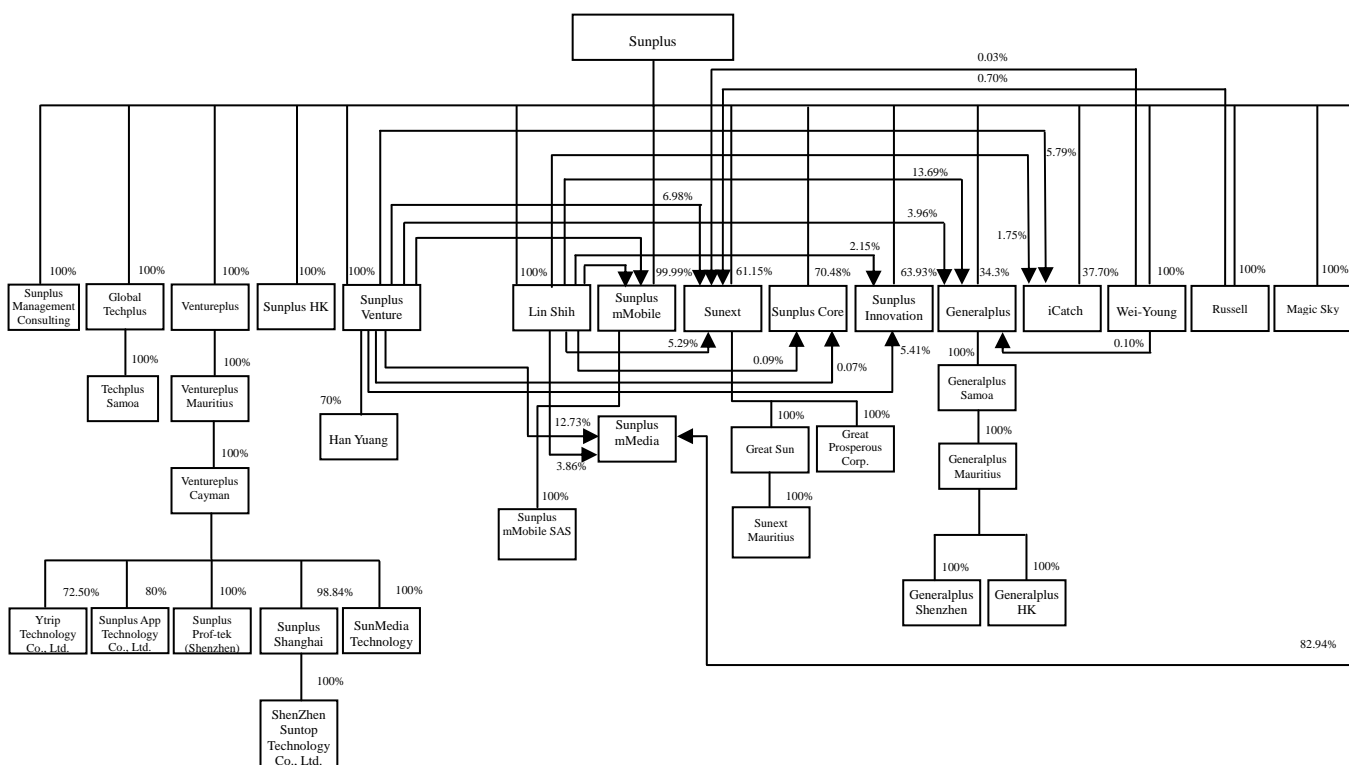 Sunplus
0.03%
0.70%
5.79%
13.69%
6.98%
3.96%
1.75%
2.15%
100%
100%
100%
100%
100%
100%
99.99%
61.15%
70.48%
63.93%
34.3%
37.70%
100%
100%
100%
Sunplus
Management
Consulting
Global
Techplus
Ventureplus
Sunplus HK
Sunplus
Venture
Lin Shih
Sunplus
mMobile
Sunext
Sunplus Core
Sunplus
Innovation
Generalplus
iCatch
Wei-Young
Russell
Magic Sky
5.29%
0.09%
0.07%
5.41%
0.10%
100%
100%
100%
Techplus
Samoa
Ventureplus
Mauritius
Generalplus
Samoa
70%
Han Yuang
12.73%
Sunplus
mMedia
3.86%
100%
Great Sun
100%
Great
Prosperous
Corp.
100%
Generalplus
Mauritius
100%
Ventureplus
Cayman
100%
Sunplus
mMobile SAS
100%
Sunext
Mauritius
72.50%
80%
100%
98.84%
100%
100%
100%
Ytrip
Technology
Co., Ltd.
Sunplus App
Technology
Co., Ltd.
Sunplus
Prof-tek
(Shenzhen)
Sunplus
Shanghai
SunMedia
Technology
Generalplus
Shenzhen
Generalplus
HK
82.94%
100%
ShenZhen
Suntop
Technology
Co., Ltd.